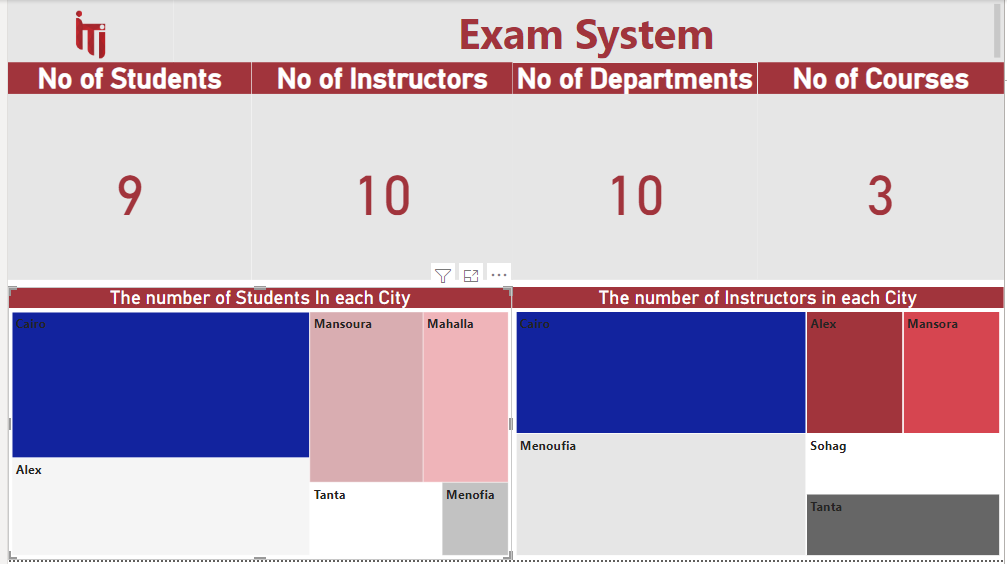 iTi
Exam System
No of Students
No of Instructors
No of Departments
No of Courses
9
10
10
3
The number of Students In each City
Cairo
Mansoura
Mahalla
Alex
Tanta
Menofia
The number of Instructors in each City
Cairo
Alex
Mansora
Menoufia
Sohag
Tanta